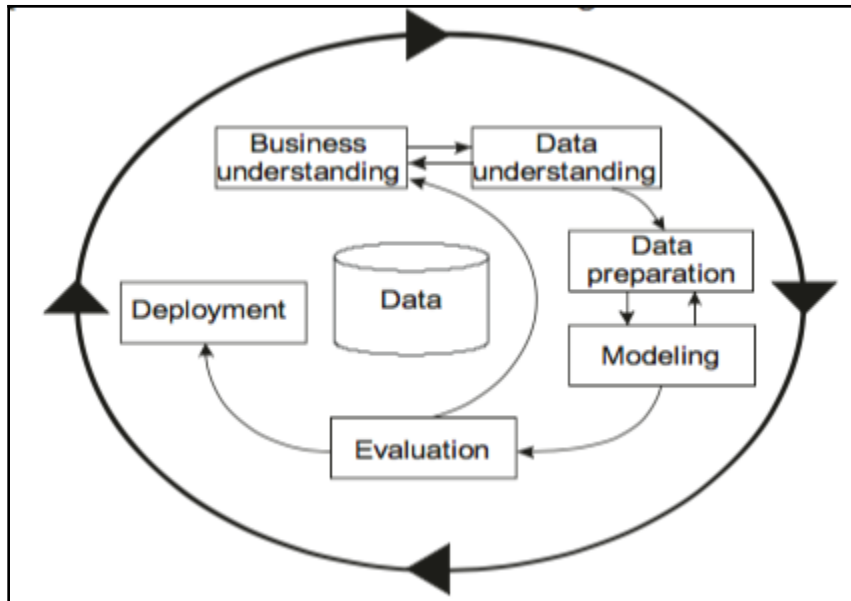 Business
understanding
Data
understanding
Data
preparation
Modeling
Evaluation
Deployment
Data